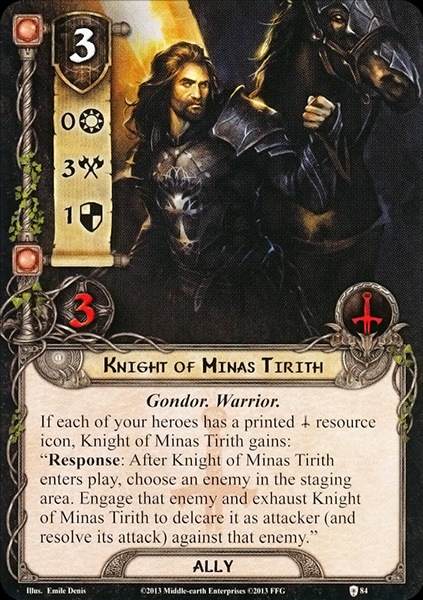 3
0
3
1
3
KNIGHT OF MINAS TIRITH
Gondor. Warrior.
If each of your heroes has a printed resource
icon, Knight of Minas Tirith gains:
“Response: After Knight of Minas Tirith
enters play, choose an enemy in the staging
area. Engage that enemy and exhaust Knight
of Minas Tirith to delcare it as attacker (and
resolve its attack) against that enemy.”
ALLY
Illus. Emile Denis ©2013 Middle-earth Enterprises ©2013 FFG 84